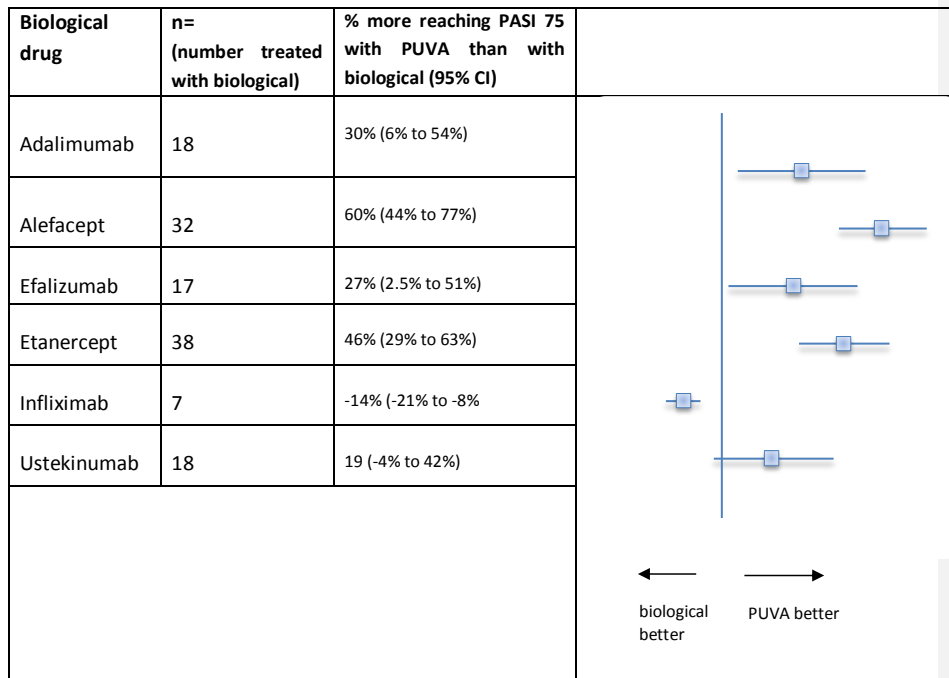 Biological
drug
n=
(number treated
with biological)
% more reaching PASI 75
with PUVA than with
biological (95% CI)
Adalimumab
18
30% (6% to 54%)
Alefacept
32
60% (44% to 77%)
Efalizumab
17
27% (2.5% to 51%)
Etanercept
38
46% (29% to 63%)
Infliximab
7
-14% (-21% to -8%
Ustekinumab
18
19 (-4% to 42%)
biological
better
PUVA better